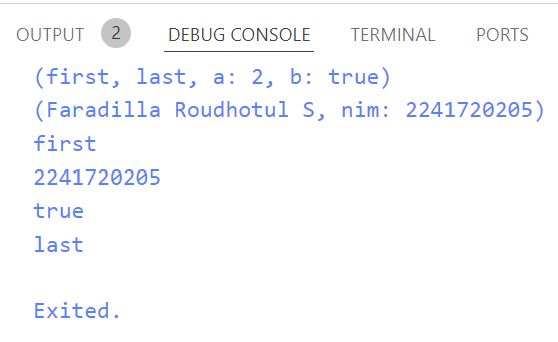 OUTPUT 2 DEBUG CONSOLE TERMINAL PORTS
(first, last, a: 2, b: true)
(Faradilla Roudhotul S, nim: 2241720205)
first
2241720205
true
last
Exited.